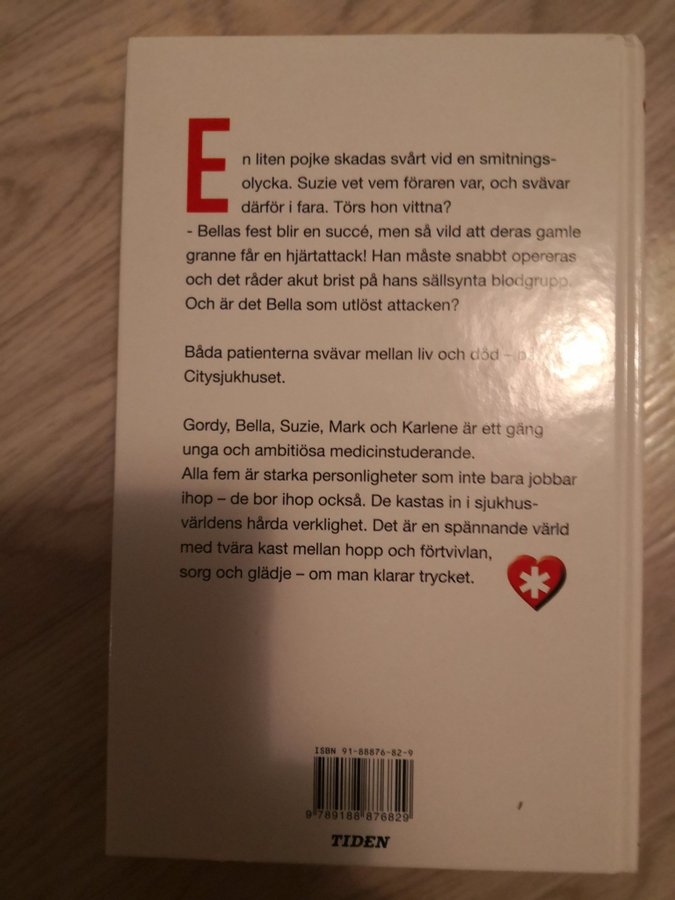 En liten pojke skadas svårt vid en smitnings-
olycka. Suzie vet vem föraren var, och svävar
därför i fara. Törs hon vittna?
- Bellas fest blir en succé, men så vild att deras gamle
granne får en hjärtattack! Han måste snabbt opereras
och det råder akut brist på hans sällsynta blodgrupp.
Och är det Bella som utlöst attacken?
Båda patienterna svävar mellan liv och död – på
Citysjukhuset.
Gordy, Bella, Suzie, Mark och Karlene är ett gäng
unga och ambitiösa medicinstuderande.
Alla fem är starka personligheter som inte bara jobbar
ihop – de bor ihop också. De kastas in i sjukhus-
världens hårda verklighet. Det är en spännande värld
med tvära kast mellan hopp och förtvivlan,
sorg och glädje – om man klarar trycket.
ISBN 91-88876-82-9
9 789188 876829
TIDEN